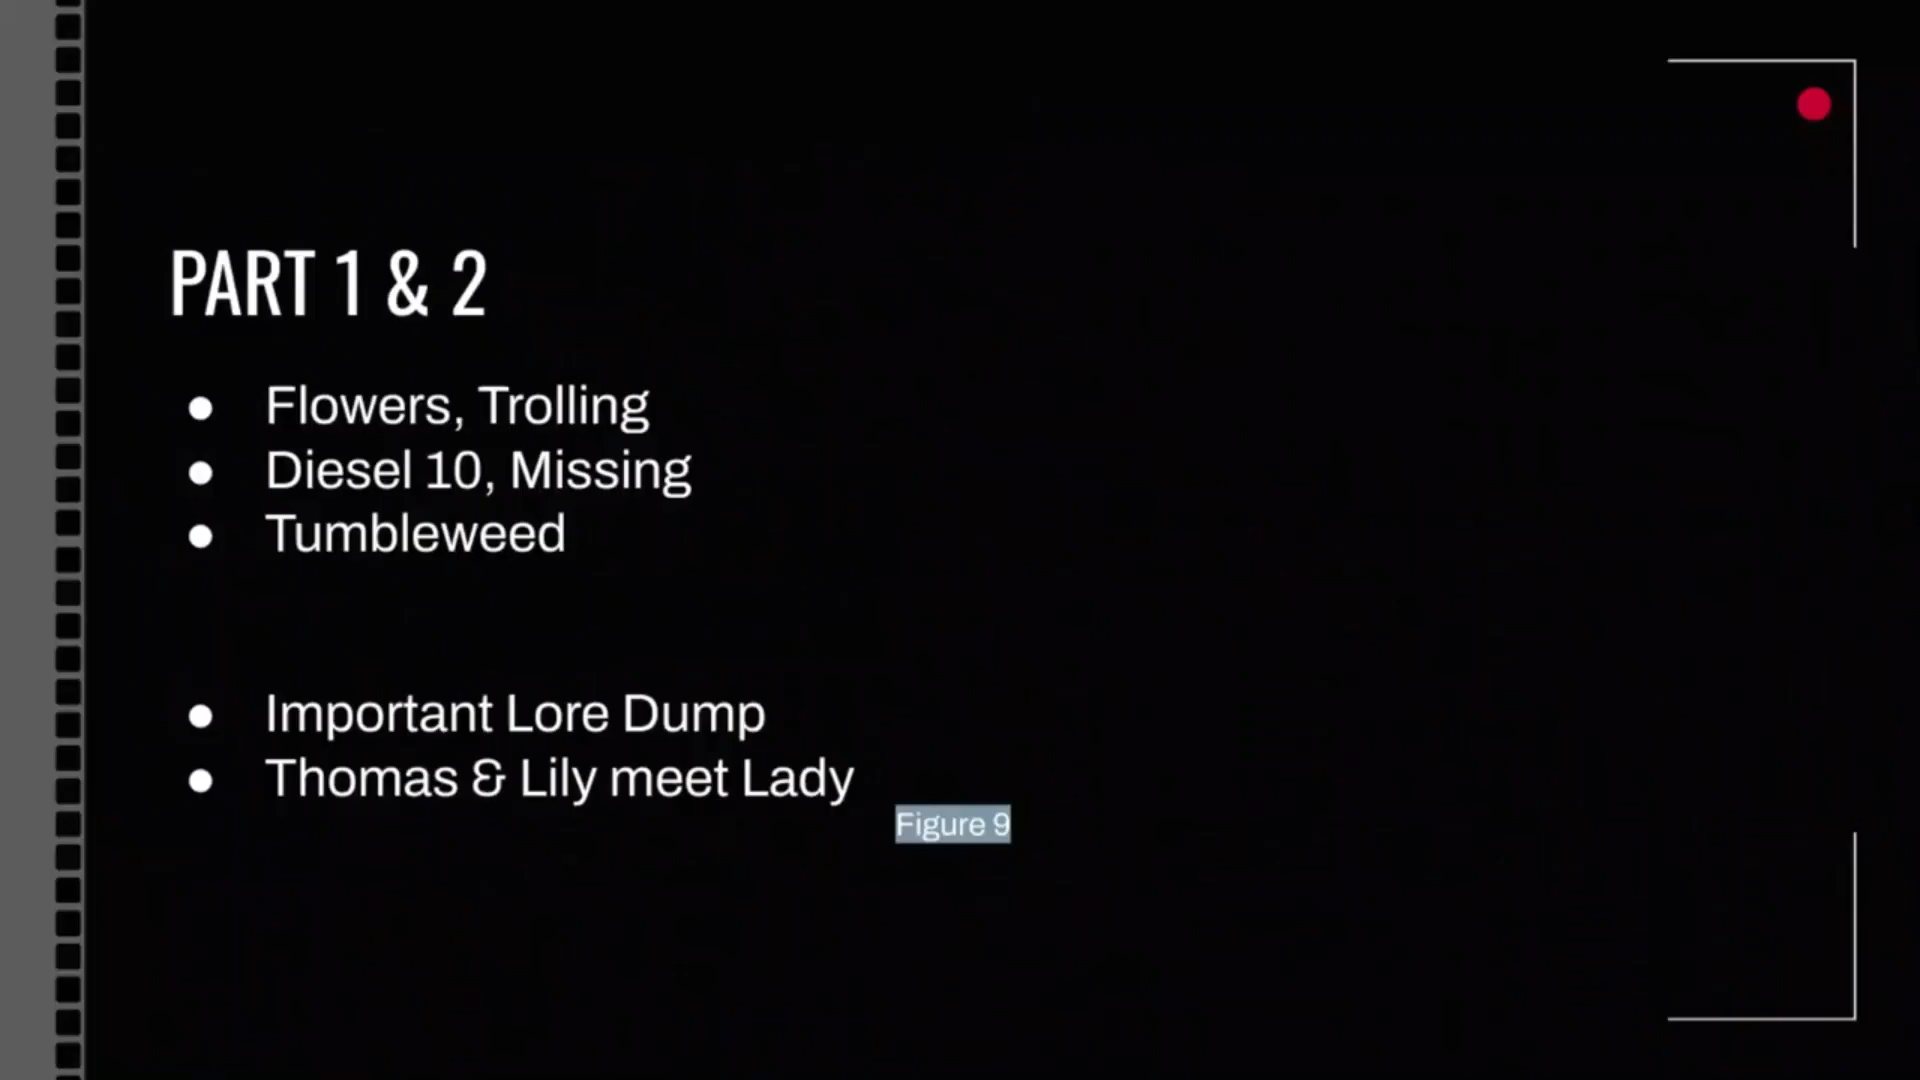 PART 1 & 2
Flowers, Trolling
Diesel 10, Missing
Tumbleweed
Important Lore Dump
Thomas & Lily meet Lady
Figure 9